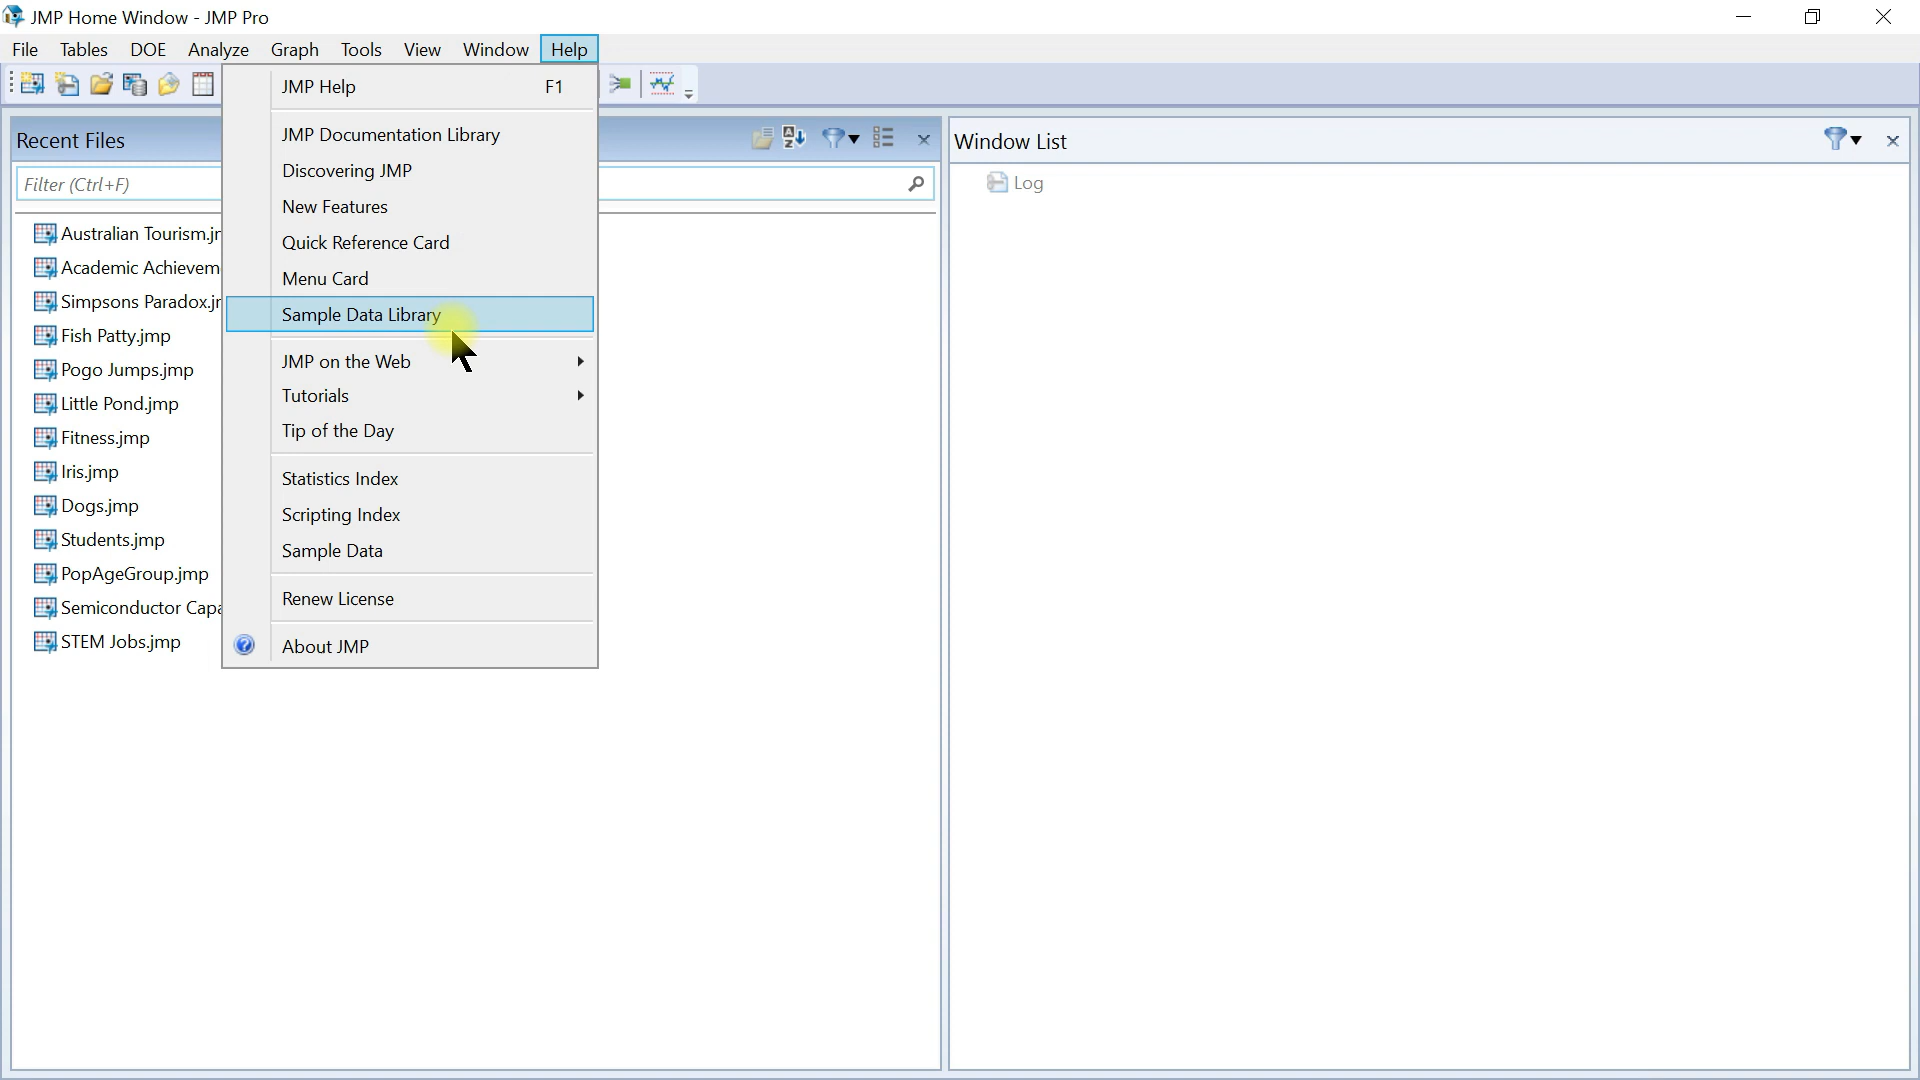 JMP Home Window - JMP Pro
File Tables DOE Analyze Graph Tools View Window Help
JMP Help F1
JMP Documentation Library
Discovering JMP
New Features
Quick Reference Card
Menu Card
Sample Data Library
JMP on the Web
Tutorials
Tip of the Day
Statistics Index
Scripting Index
Sample Data
Renew License
About JMP
Recent Files
Filter (Ctrl+F)
Australian Tourism.j
Academic Achievem
Simpsons Paradox.j
Fish Patty.jmp
Pogo Jumps.jmp
Little Pond.jmp
Fitness.jmp
Iris.jmp
Dogs.jmp
Students.jmp
PopAgeGroup.jmp
Semiconductor Capa
STEM Jobs.jmp
Window List
Log